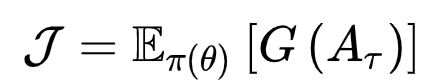 𝒥 = 𝔼_{π(θ)} [G (A_τ)]